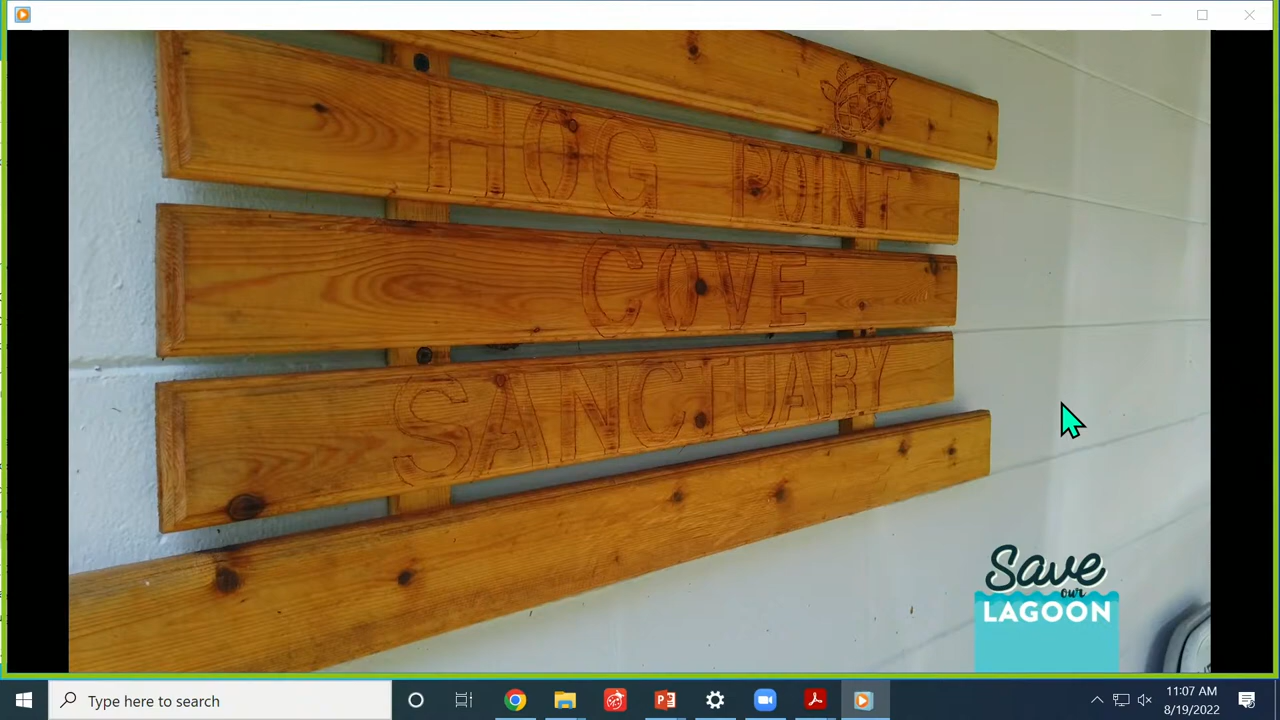 HOG POINT
COVE
SANCTUARY
Save
our
LAGOON
Type here to search
11:07 AM
8/19/2022